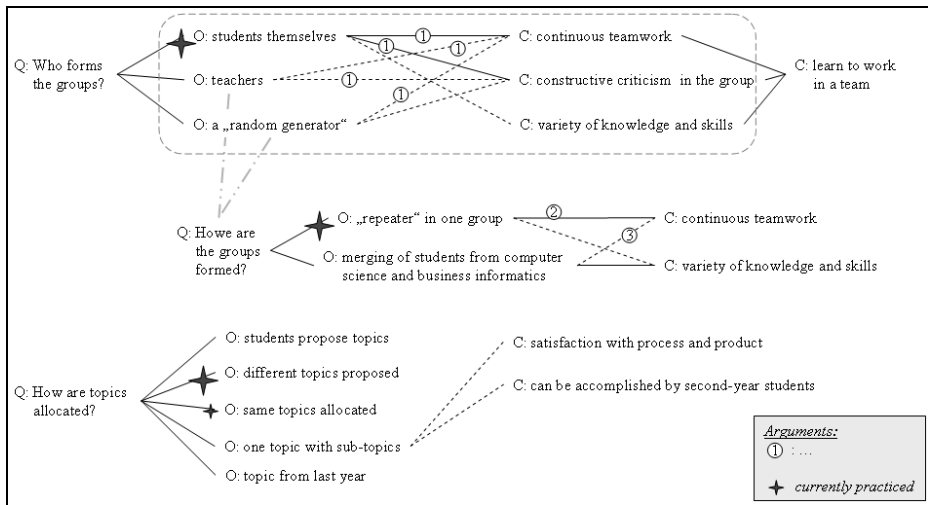 Q: Who forms
the groups?
O: students themselves
O: teachers
O: a „random generator“
① ① ① ① ①
C: continuous teamwork
C: constructive criticism in the group
C: variety of knowledge and skills
C: learn to work
in a team
Q: Howe are
the groups
formed?
O: „repeater“ in one group
O: merging of students from computer
science and business informatics
②
③
C: continuous teamwork
C: variety of knowledge and skills
Q: How are topics
allocated?
O: students propose topics
O: different topics proposed
O: same topics allocated
O: one topic with sub-topics
O: topic from last year
C: satisfaction with process and product
C: can be accomplished by second-year students
Arguments:
① : …
currently practiced